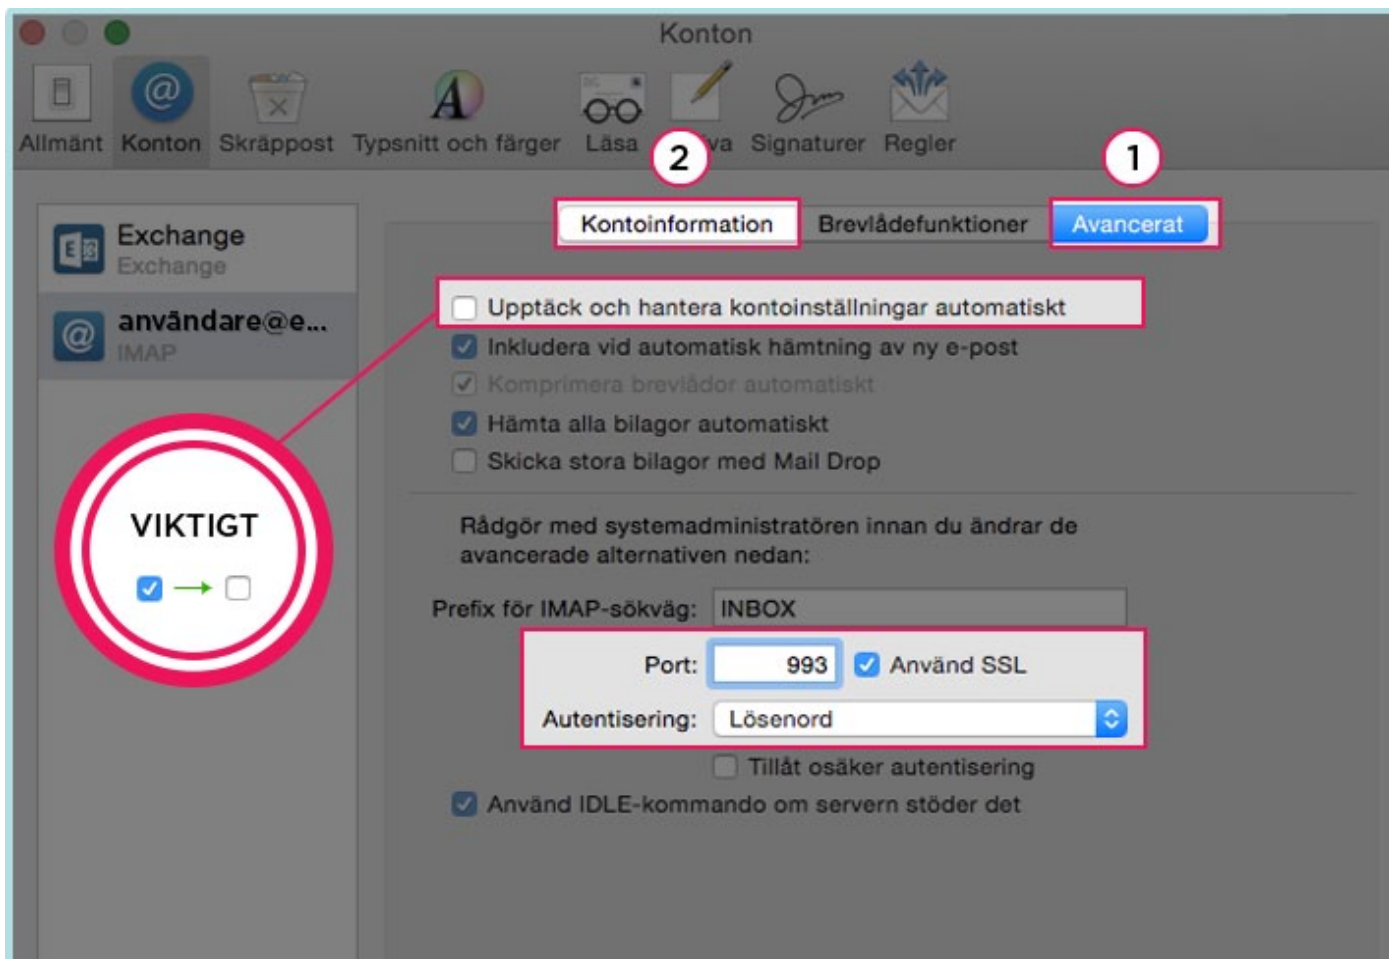 Konton
Allmänt Konton Skräppost Typsnitt och färger Läsa Signaturer Regler
2
1
Kontoinformation Brevlådefunktioner Avancerat
Exchange
Exchange
användare@e...
IMAP
Upptäck och hantera kontoinställningar automatiskt
Inkludera vid automatisk hämtning av ny e-post
Komprimera brevlådor automatiskt
Hämta alla bilagor automatiskt
Skicka stora bilagor med Mail Drop
VIKTIGT
Rådgör med systemadministratören innan du ändrar de
avancerade alternativen nedan:
Prefix för IMAP-sökväg: INBOX
Port: 993 Använd SSL
Autentisering: Lösenord
Tillåt osäker autentisering
Använd IDLE-kommando om servern stöder det